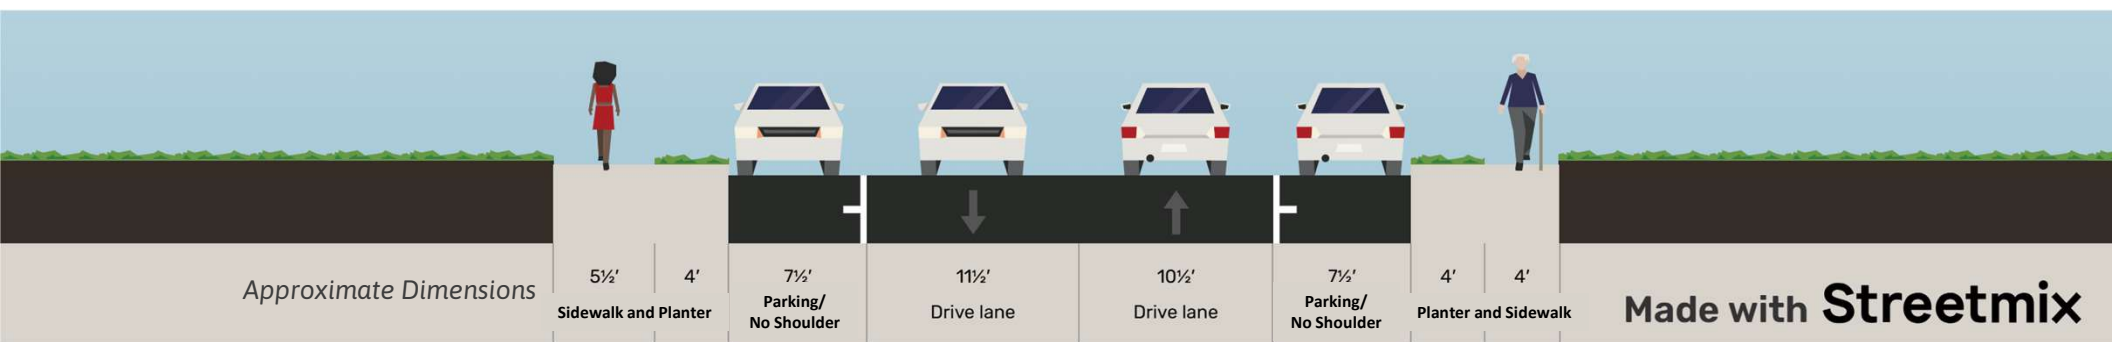 Approximate Dimensions
5½’ 4’ 7½’ 11½’ 10½’ 7½’ 4’ 4’
Sidewalk and Planter
Parking/
No Shoulder
Drive lane
Drive lane
Parking/
No Shoulder
Planter and Sidewalk
Made with Streetmix